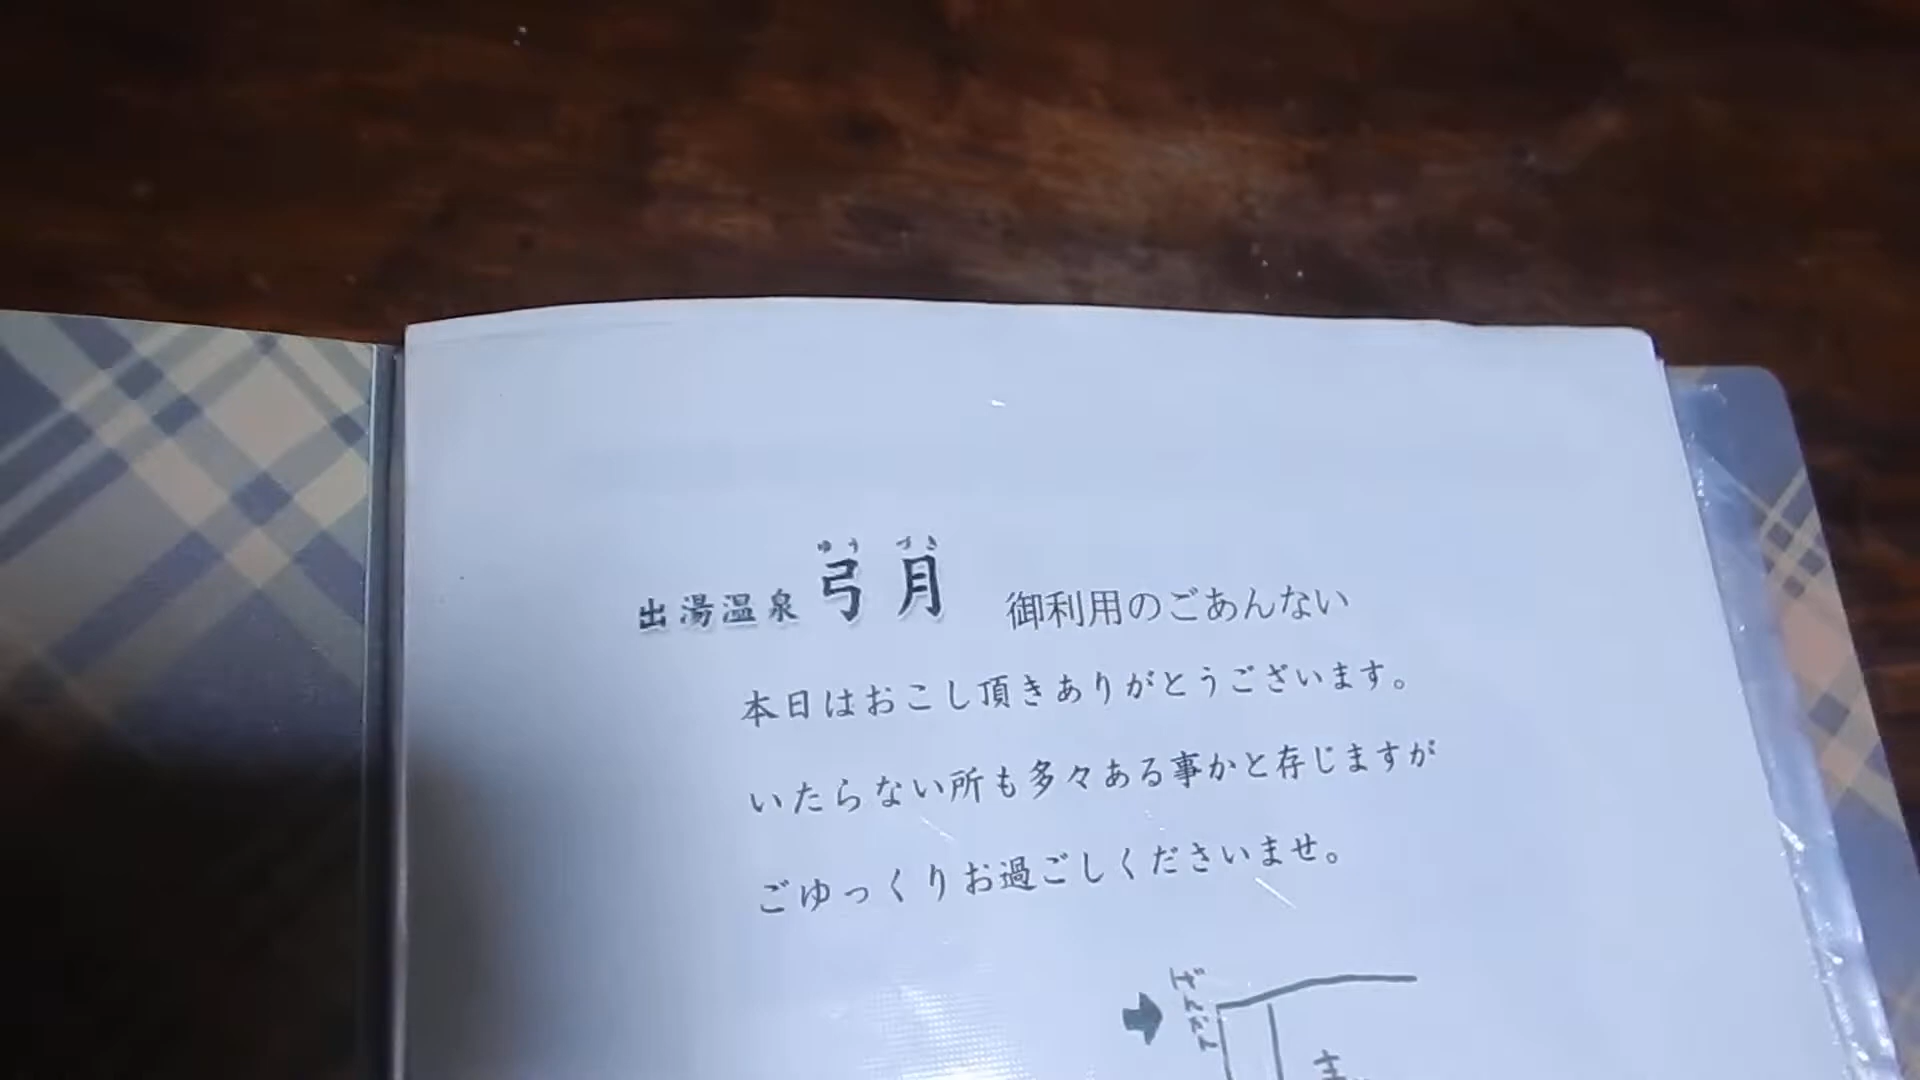 ゆうづき
出湯温泉 弓月 御利用のごあんない
本日はおこし頂きありがとうございます。
いたらない所も多々ある事かと存じますが
ごゆっくりお過ごしくださいませ。
げんかん